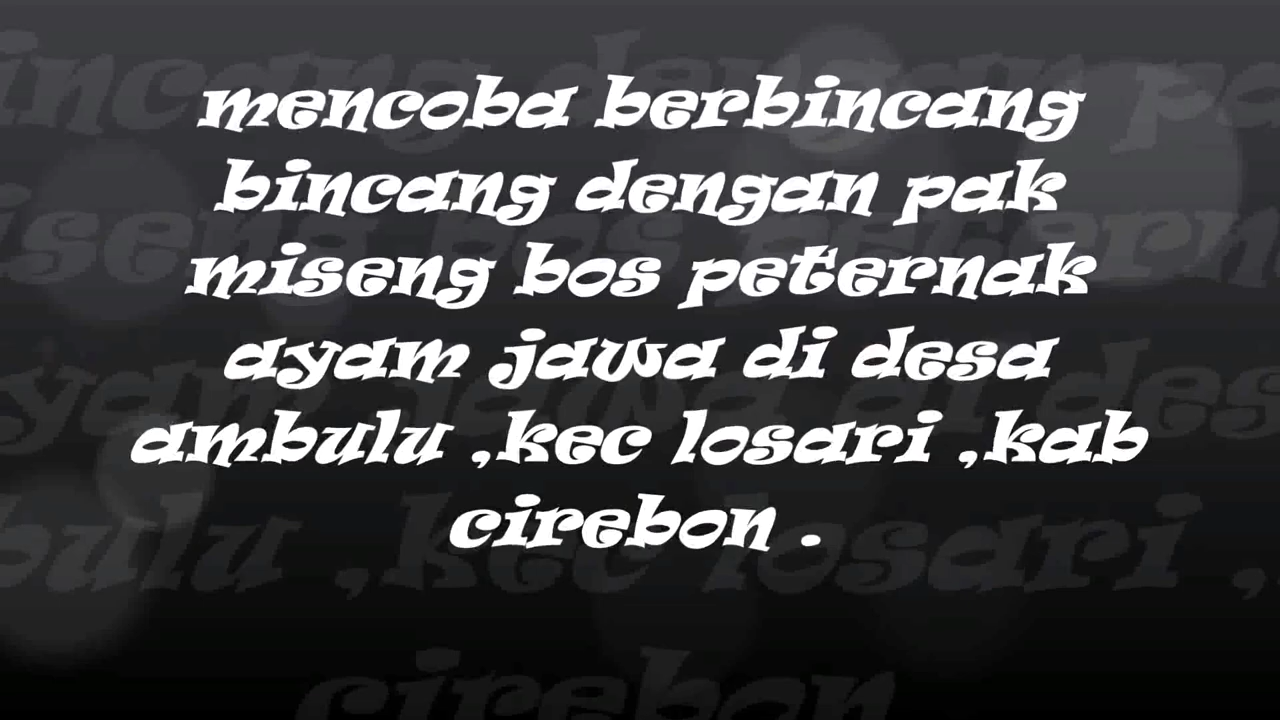 mencoba berbincang
bincang dengan pak
miseng bos peternak
ayam jawa di desa
ambulu ,kec losari ,kab
cirebon .